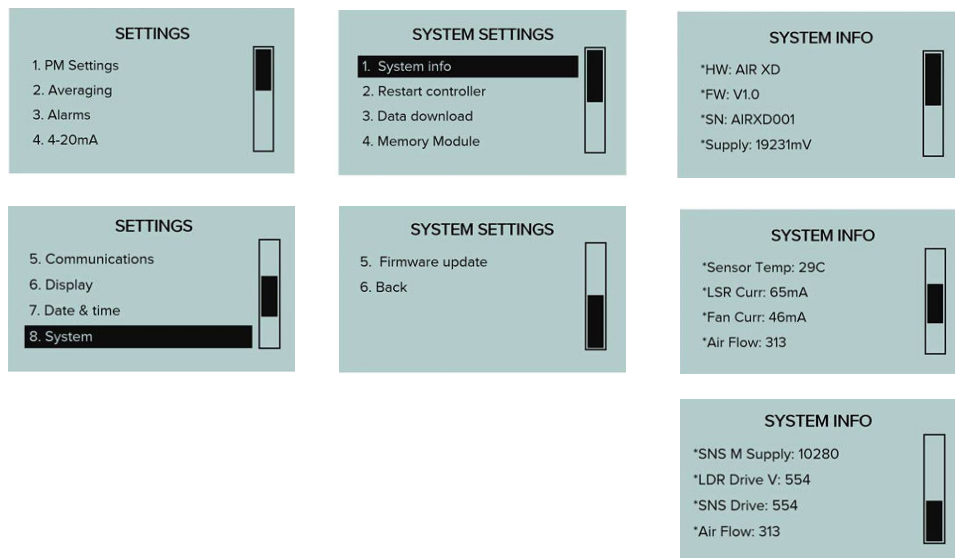 SETTINGS
1. PM Settings
2. Averaging
3. Alarms
4. 4-20mA
SYSTEM SETTINGS
1. System info
2. Restart controller
3. Data download
4. Memory Module
SYSTEM INFO
*HW: AIR XD
*FW: V1.0
*SN: AIRXD001
*Supply: 19231mV
SETTINGS
5. Communications
6. Display
7. Date & time
8. System
SYSTEM SETTINGS
5. Firmware update
6. Back
SYSTEM INFO
*Sensor Temp: 29C
*LSR Curr: 65mA
*Fan Curr: 46mA
*Air Flow: 313
SYSTEM INFO
*SNS M Supply: 10280
*LDR Drive V: 554
*SNS Drive: 554
*Air Flow: 313